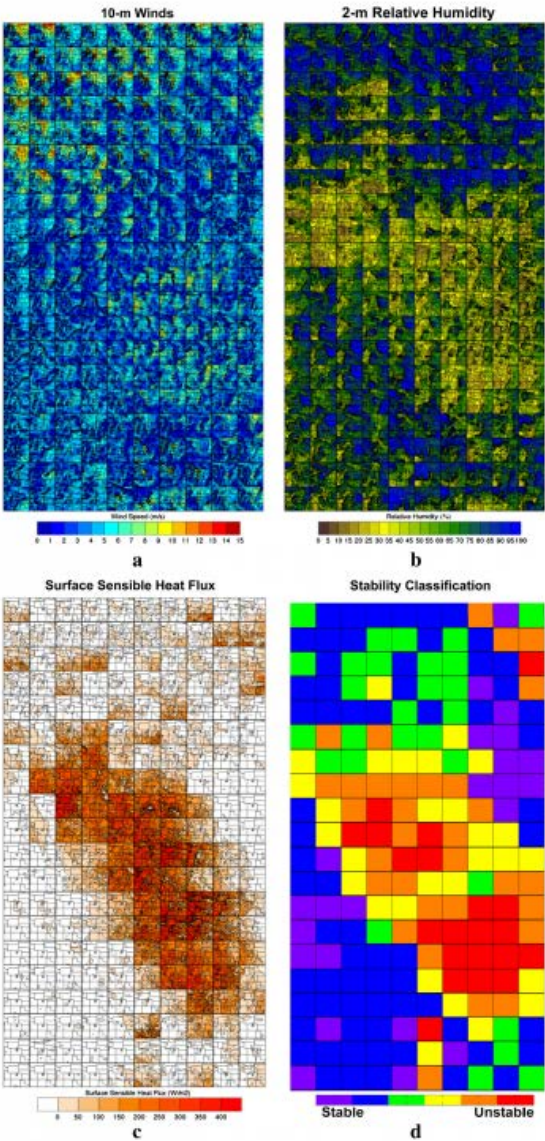 10-m Winds
2-m Relative Humidity
Wind Speed (m/s)
0 1 2 3 4 5 6 7 8 9 10 11 12 13 14 15
a
Relative Humidity (%)
0 5 10 15 20 25 30 35 40 45 50 55 60 65 70 75 80 85 90 95 100
b
Surface Sensible Heat Flux
Stability Classification
Surface Sensible Heat Flux (W/m2)
0 50 100 150 200 250 300 350 400
c
Stable Unstable
d